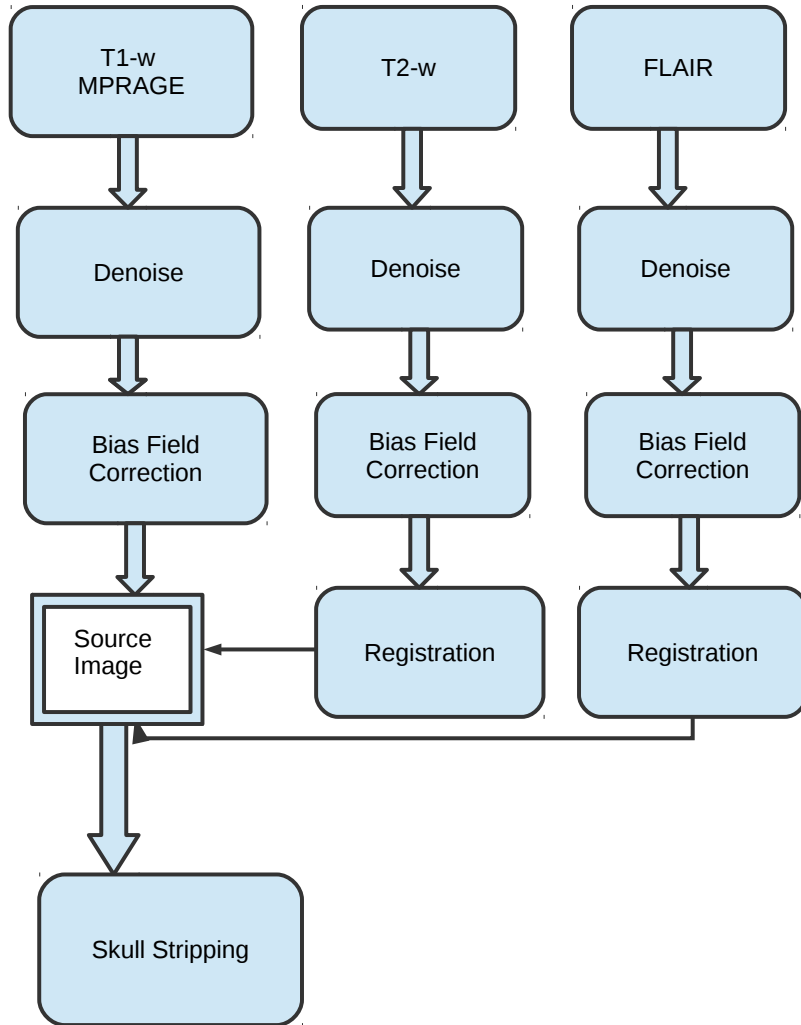 T1-w
MPRAGE
T2-w
FLAIR
Denoise
Denoise
Denoise
Bias Field
Correction
Bias Field
Correction
Bias Field
Correction
Source
Image
Registration
Registration
Skull Stripping